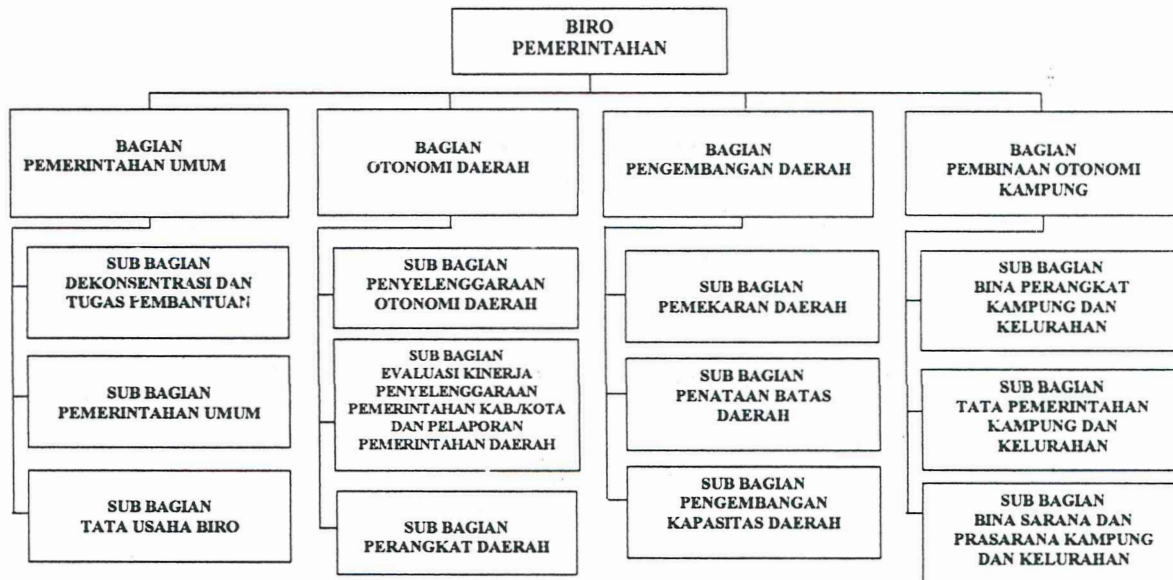 BIRO
PEMERINTAHAN
BAGIAN
PEMERINTAHAN UMUM
SUB BAGIAN
DEKONSENTRASI DAN
TUGAS PEMBANTUAN
SUB BAGIAN
PEMERINTAHAN UMUM
SUB BAGIAN
TATA USAHA BIRO
BAGIAN
OTONOMI DAERAH
SUB BAGIAN
PENYELENGGARAAN
OTONOMI DAERAH
SUB BAGIAN
EVALUASI KINERJA
PENYELENGGARAAN
PEMERINTAHAN KAB./KOTA
DAN PELAPORAN
PEMERINTAHAN DAERAH
SUB BAGIAN
PERANGKAT DAERAH
BAGIAN
PENGEMBANGAN DAERAH
SUB BAGIAN
PEMEKARAN DAERAH
SUB BAGIAN
PENATAAN BATAS
DAERAH
SUB BAGIAN
PENGEMBANGAN
KAPASITAS DAERAH
BAGIAN
PEMBINAAN OTONOMI
KAMPUNG
SUB BAGIAN
BINA PERANGKAT
KAMPUNG DAN
KELURAHAN
SUB BAGIAN
TATA PEMERINTAHAN
KAMPUNG DAN
KELURAHAN
SUB BAGIAN
BINA SARANA DAN
PRASARANA KAMPUNG
DAN KELURAHAN